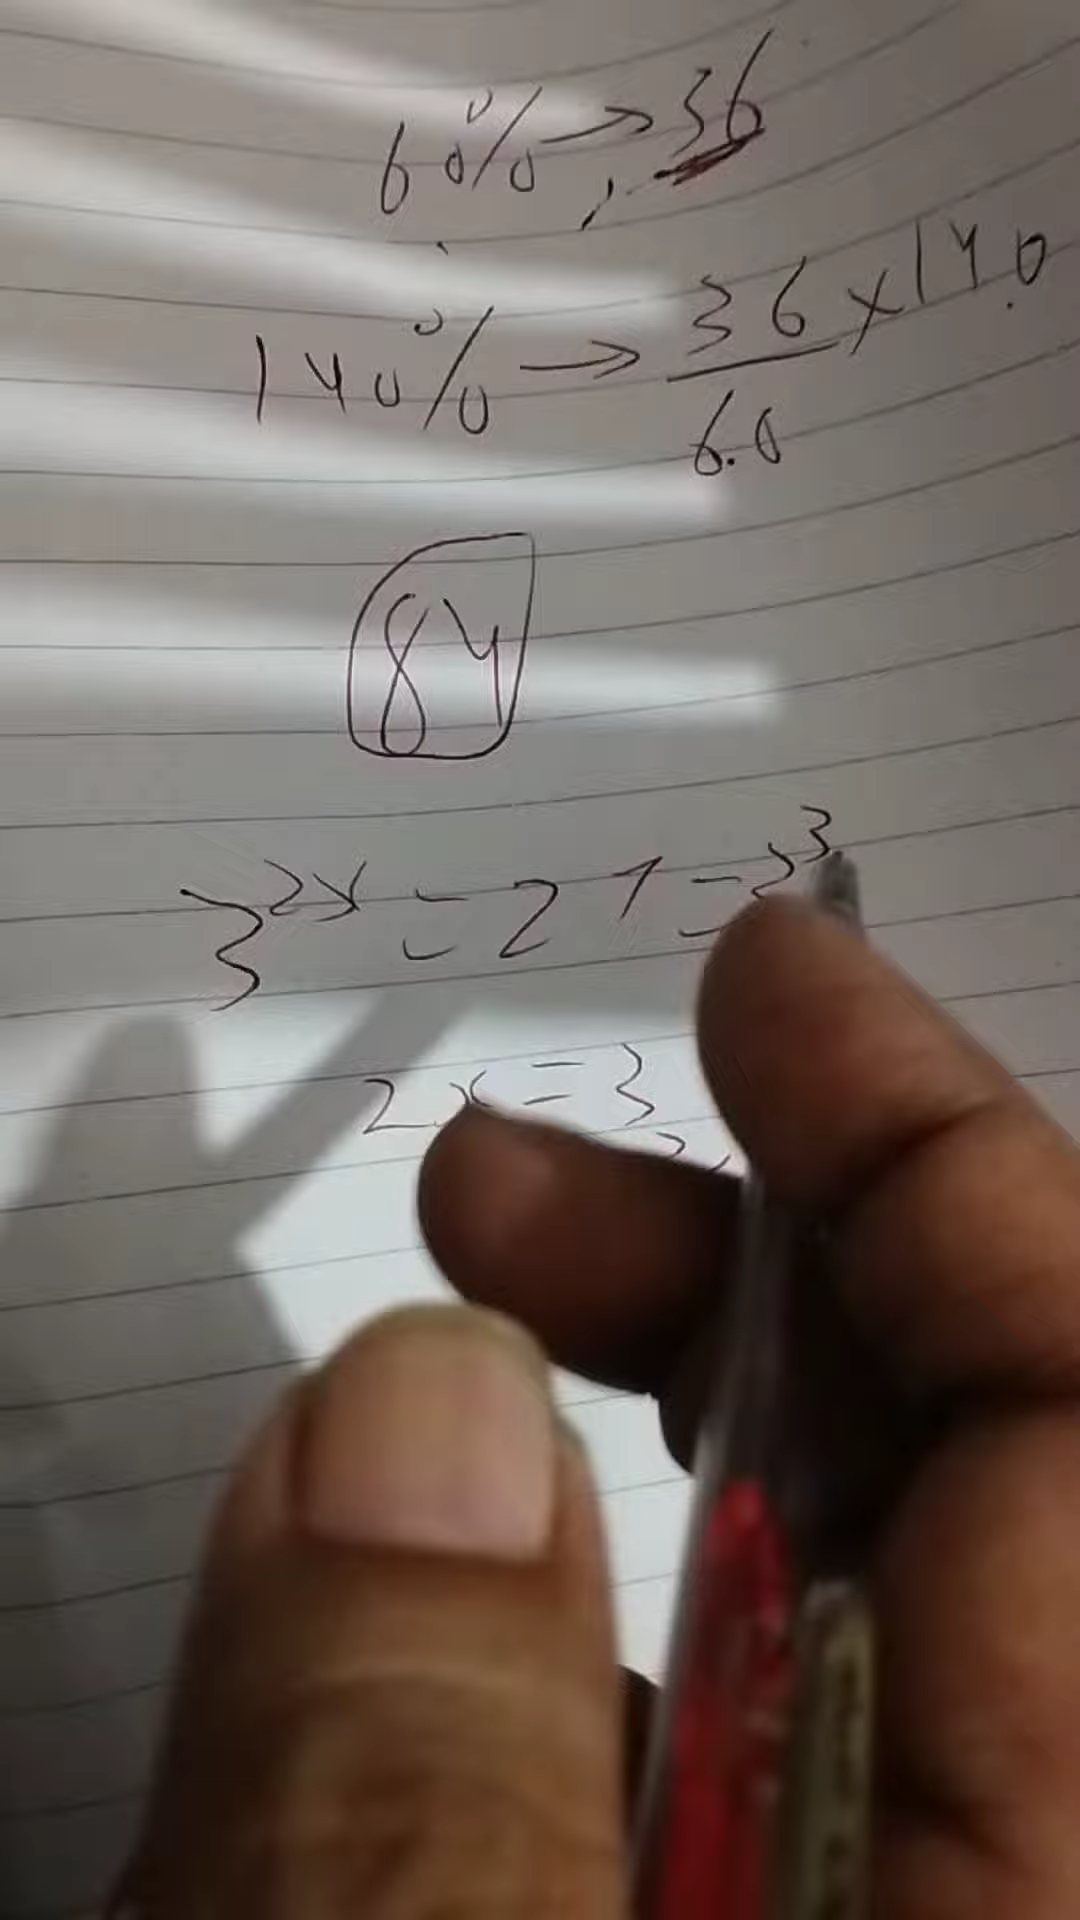 60% → 36
140% → 36/60 × 140
84
3^2x = 27 = 3^3
2x = 3